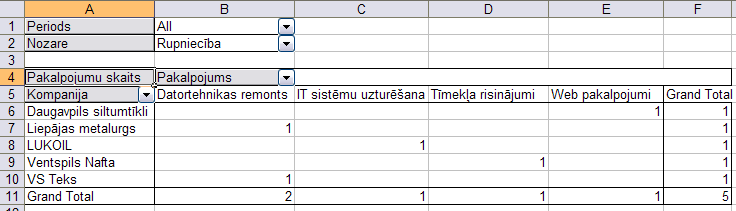 A B C D E F
1 Periods All
2 Nozare Rupniecība
3
4 Pakalpojumu skaits Pakalpojums
5 Kompanija Datortehnikas remonts IT sistēmu uzturēšana Tīmekļa risinājumi Web pakalpojumi Grand Total
6 Daugavpils siltumtīkli 1 1
7 Liepājas metalurgs 1 1
8 LUKOIL 1 1
9 Ventspils Nafta 1 1
10 VS Teks 1 1
11 Grand Total 2 1 1 1 5